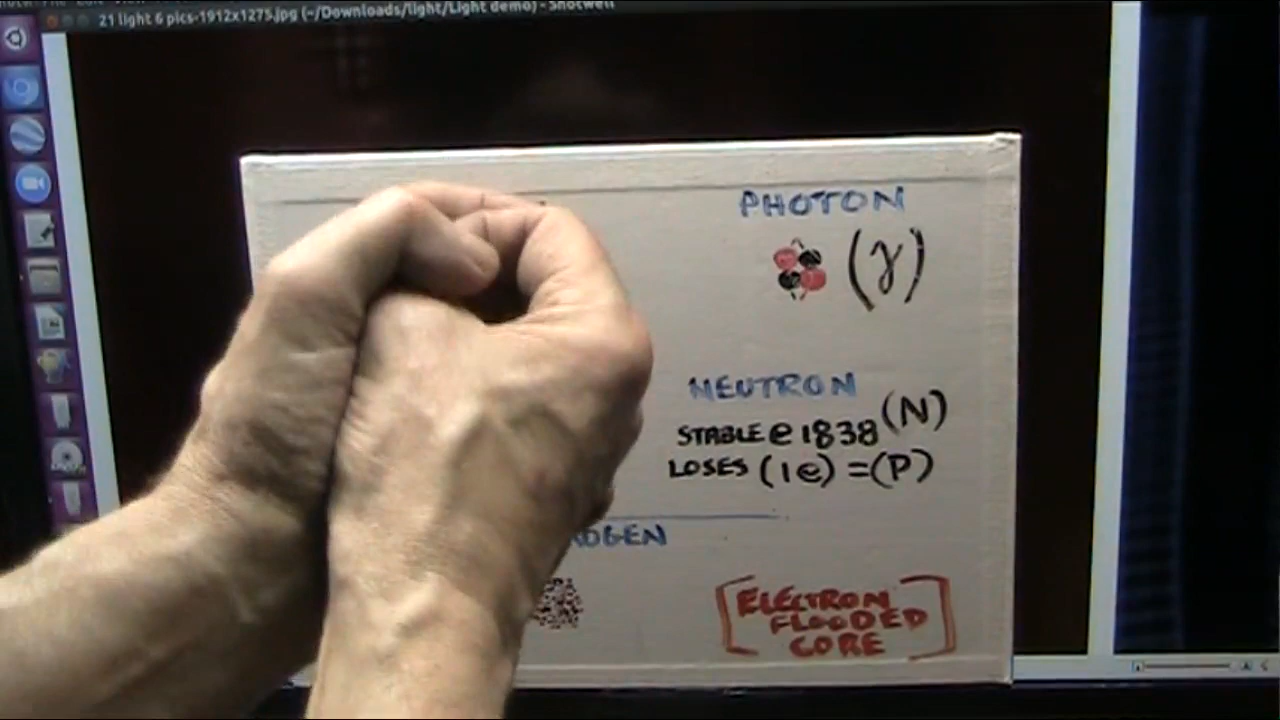 21 light 6 pics-1912x1275.jpg (~/Downloads/light/Light demo) - Shotwell
PHOTON
(γ)
NEUTRON
STABLE e 1838 (N)
LOSES (1e) =(P)
ELECTRON
FLOODED
CORE